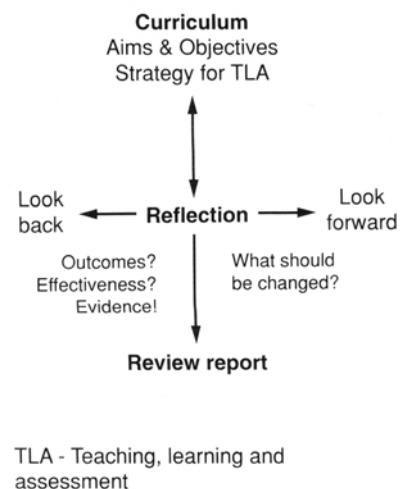 Curriculum
Aims & Objectives
Strategy for TLA
Look
back
Reflection
Look
forward
Outcomes?
Effectiveness?
Evidence!
What should
be changed?
Review report
TLA - Teaching, learning and
assessment